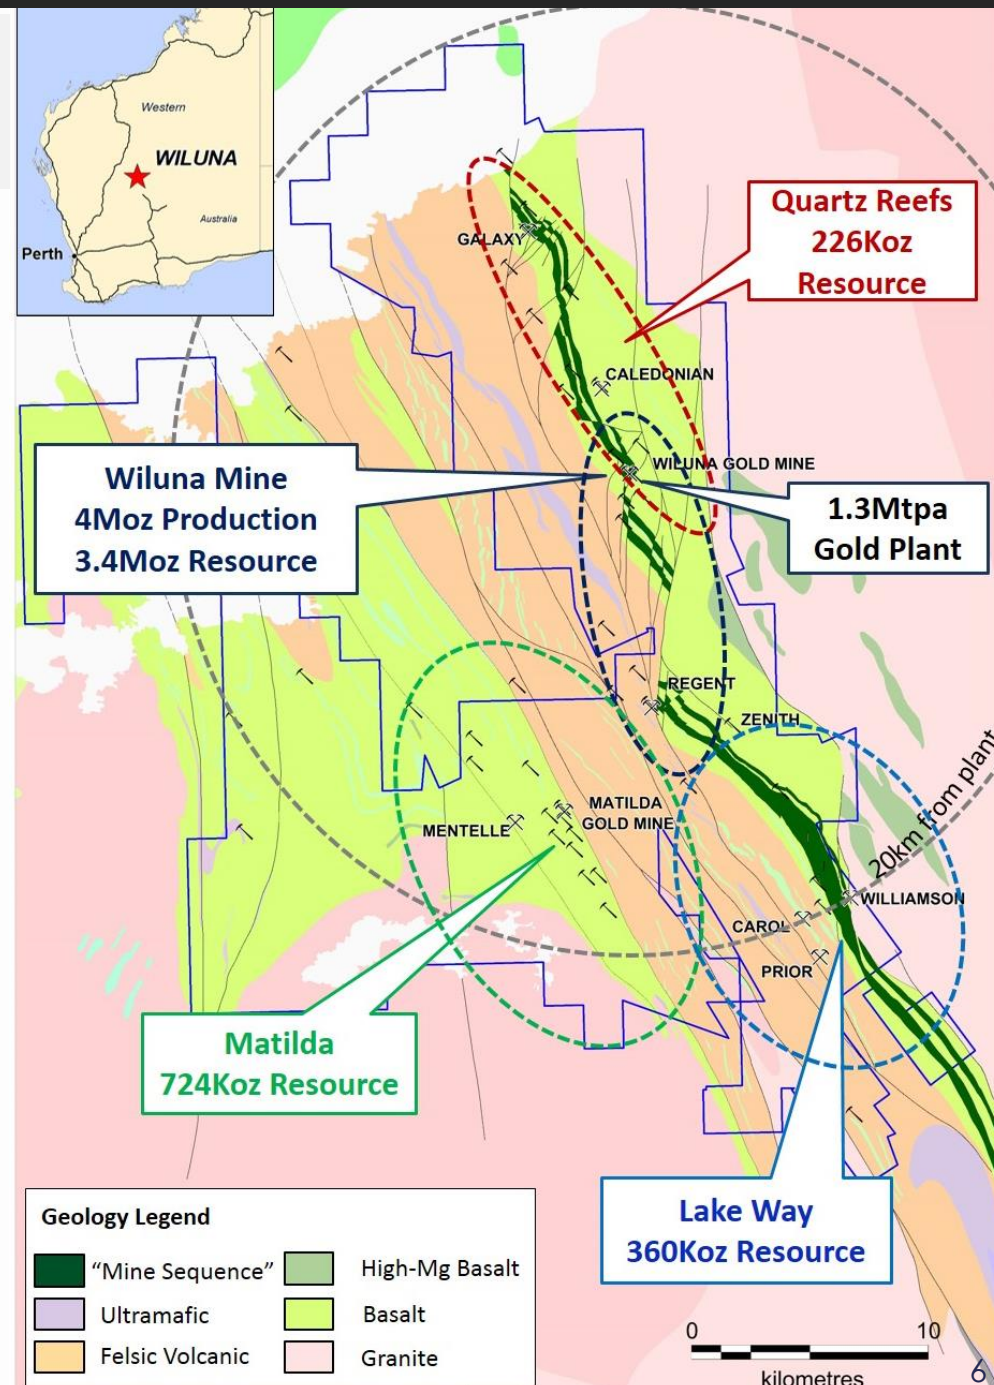 Western
WILUNA
Australia
Perth
Quartz Reefs
226Koz
Resource
GALAXY
CALEDONIAN
WILUNA GOLD MINE
Wiluna Mine
4Moz Production
3.4Moz Resource
1.3Mtpa
Gold Plant
REGENT
ZENITH
MATILDA
GOLD MINE
MENTELLE
20km from plant
WILLIAMSON
CAROL
PRIOR
Matilda
724Koz Resource
Lake Way
360Koz Resource
Geology Legend
“Mine Sequence”
High-Mg Basalt
Ultramafic
Basalt
Felsic Volcanic
Granite
0 10
kilometres
6